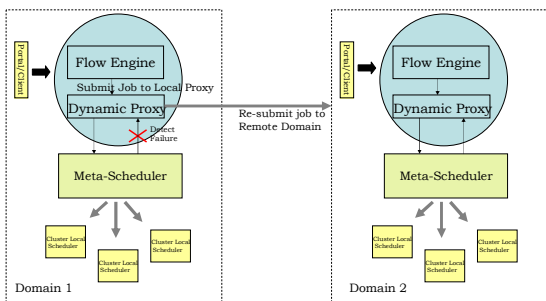 Portal/Client
Flow Engine
Submit Job to Local Proxy
Dynamic Proxy
Detect
Failure
Meta-Scheduler
Cluster Local
Scheduler
Cluster Local
Scheduler
Cluster Local
Scheduler
Domain 1
Re-submit job to
Remote Domain
Portal/Client
Flow Engine
Dynamic Proxy
Meta-Scheduler
Cluster Local
Scheduler
Cluster Local
Scheduler
Cluster Local
Scheduler
Domain 2